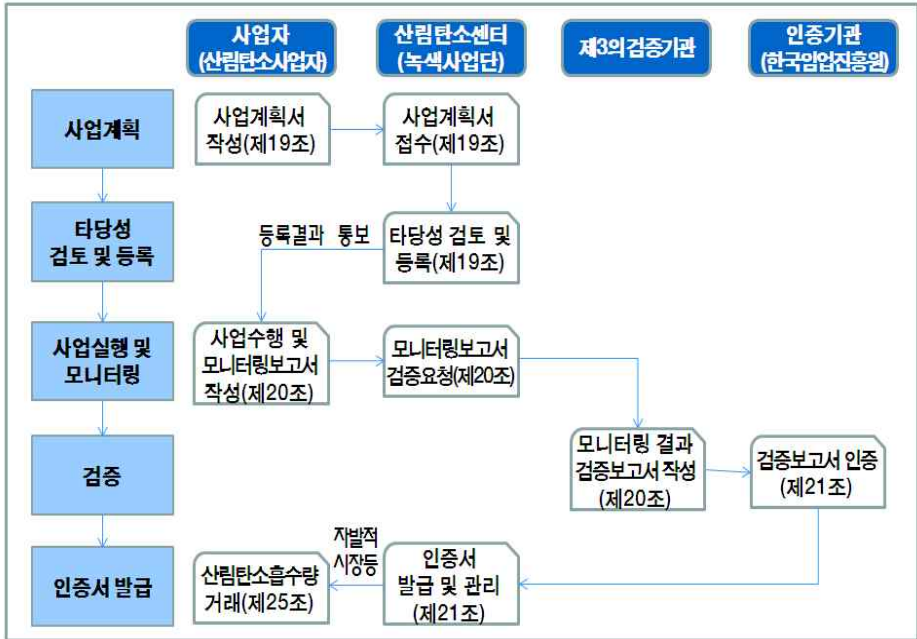 사업자
(산림탄소사업자)
산림탄소센터
(녹색사업단)
제3의 검증기관
인증기관
(한국임업진흥원)
사업계획
사업계획서
작성(제19조)
사업계획서
접수(제19조)
타당성
검토 및 등록
등록결과 통보
타당성 검토 및
등록(제19조)
사업실행 및
모니터링
사업수행 및
모니터링보고서
작성(제20조)
모니터링보고서
검증요청(제20조)
검증
모니터링 결과
검증보고서 작성
(제20조)
검증보고서 인증
(제21조)
인증서 발급
산림탄소흡수량
거래(제25조)
자발적
시장등
인증서
발급 및 관리
(제21조)